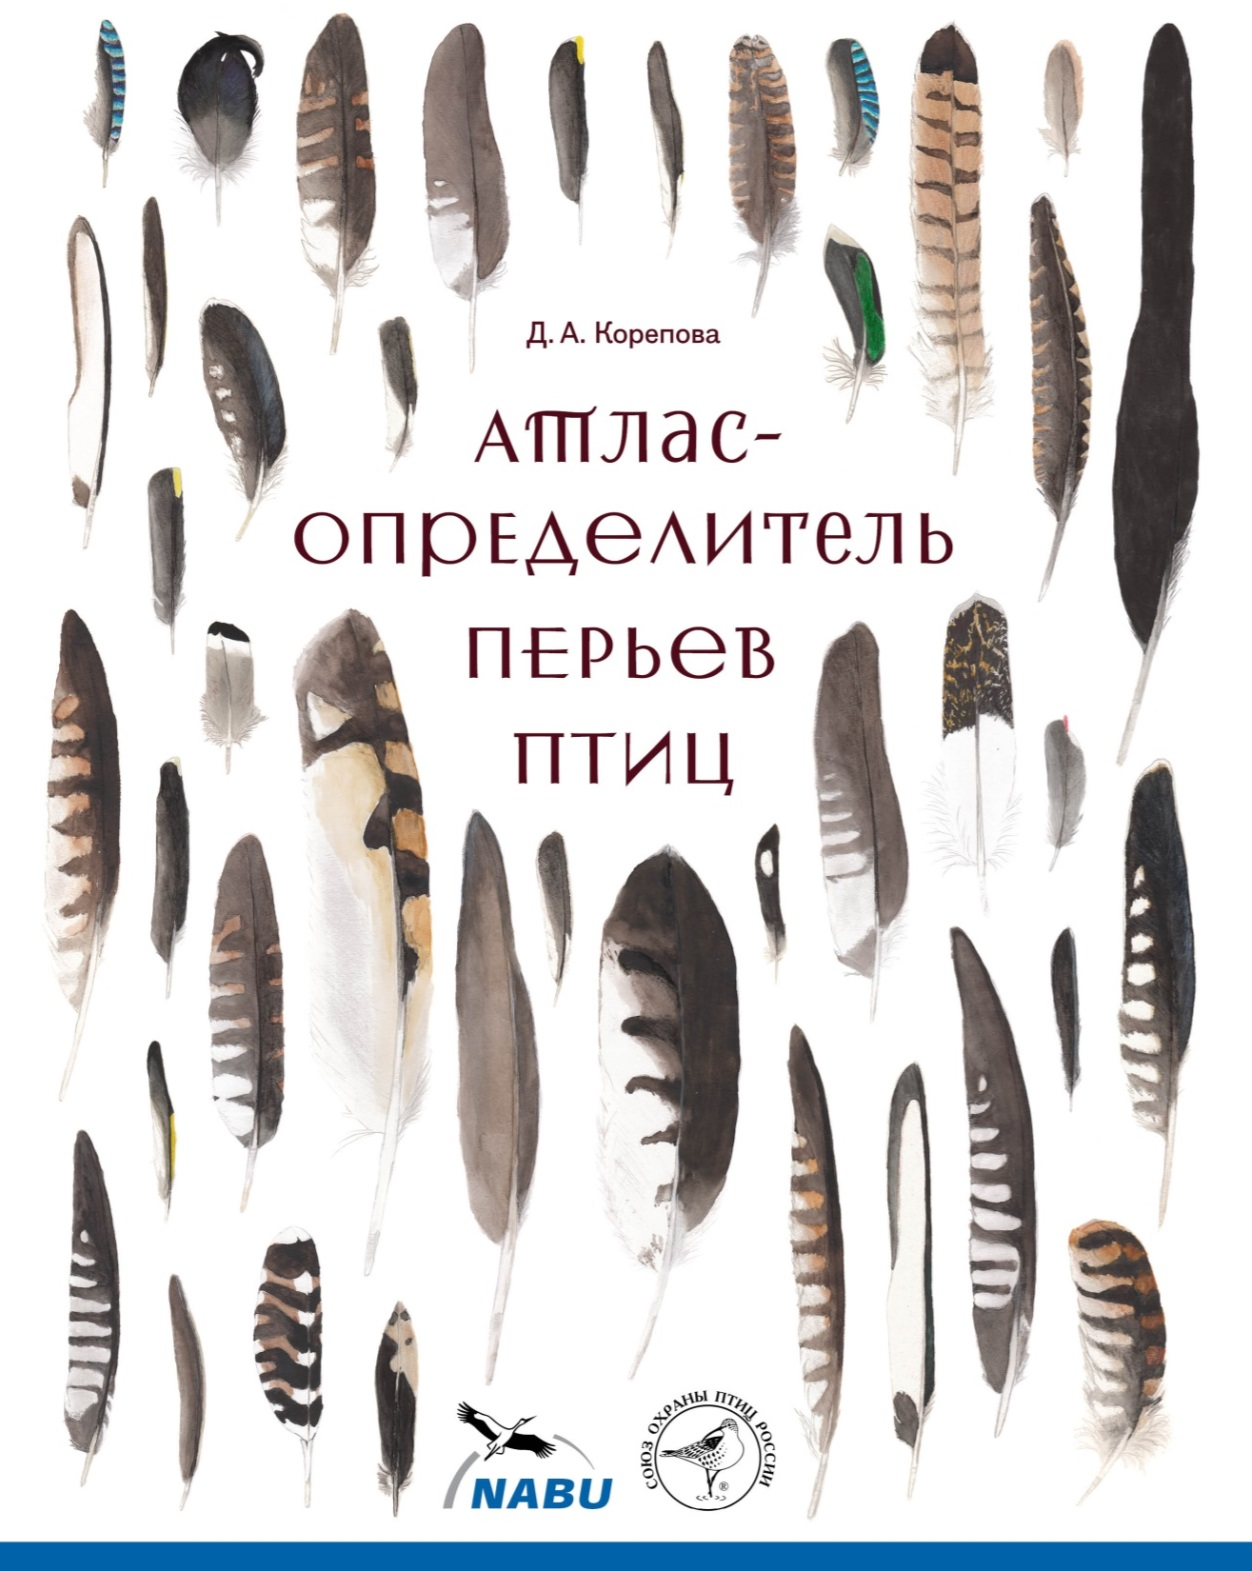 Д. А. Корепова
Атлас-
определитель
перьев
птиц
NABU
СОЮЗ ОХРАНЫ ПТИЦ РОССИИ
®